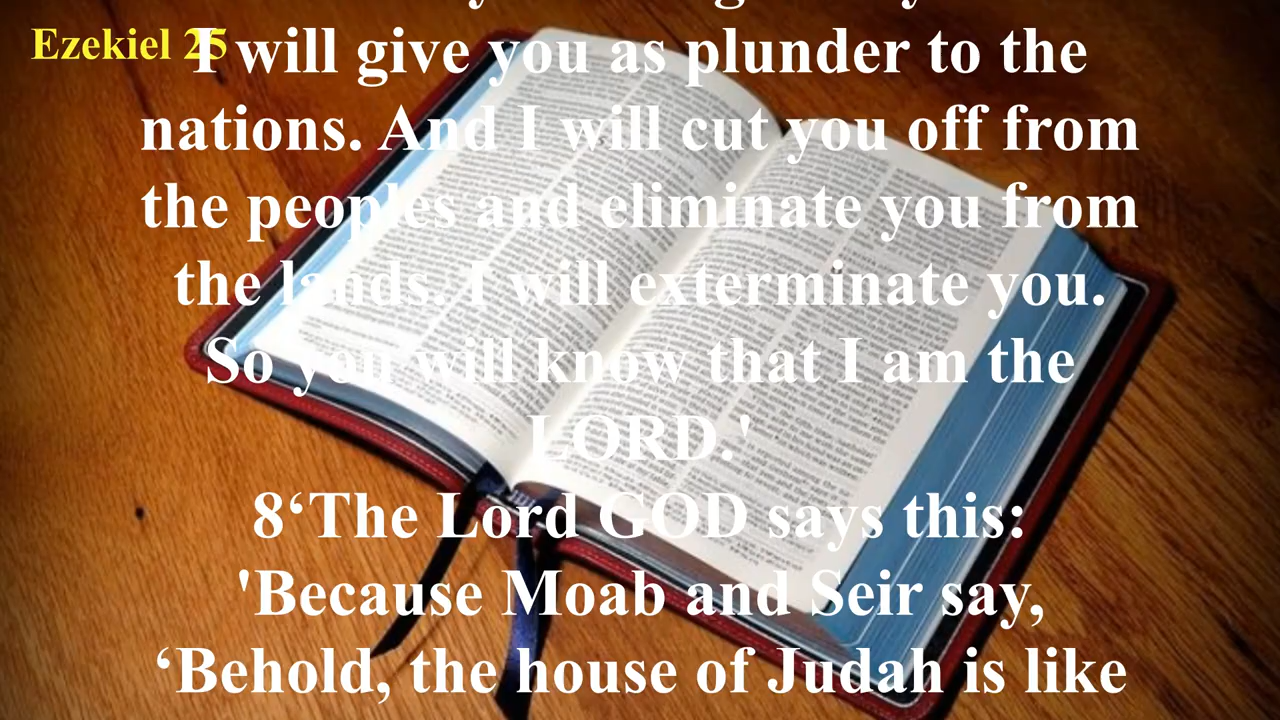 Ezekiel 25
I will give you as plunder to the
nations. And I will cut you off from
the peoples and eliminate you from
the lands. I will exterminate you.
So you will know that I am the
LORD.'
8‘The Lord GOD says this:
'Because Moab and Seir say,
‘Behold, the house of Judah is like